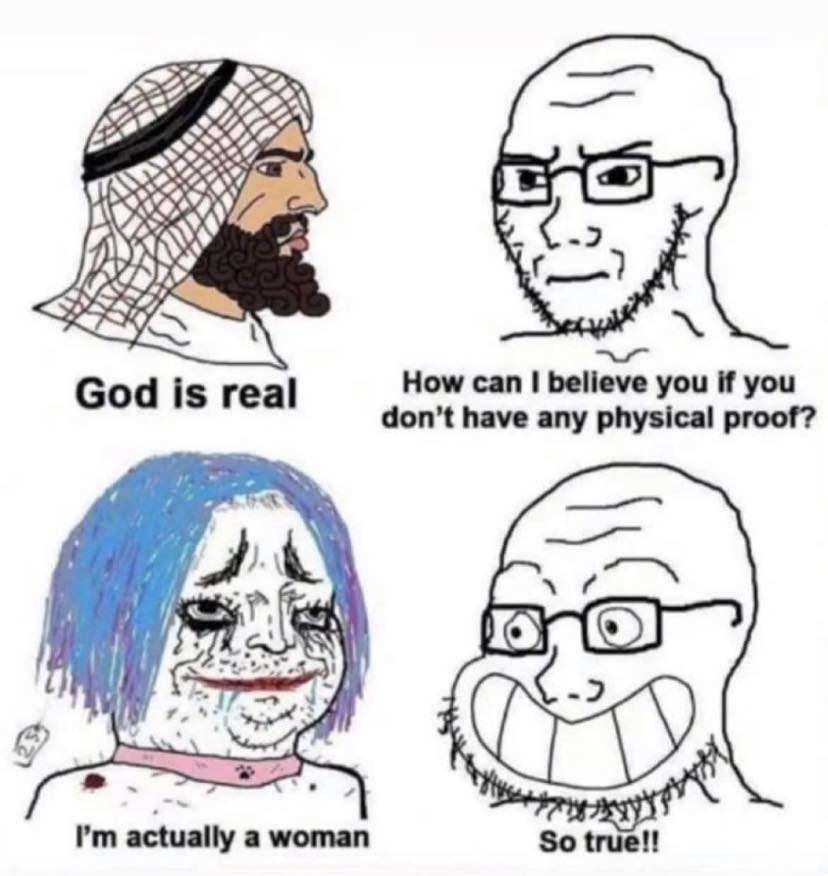 God is real
How can I believe you if you
don't have any physical proof?
I'm actually a woman
So true!!